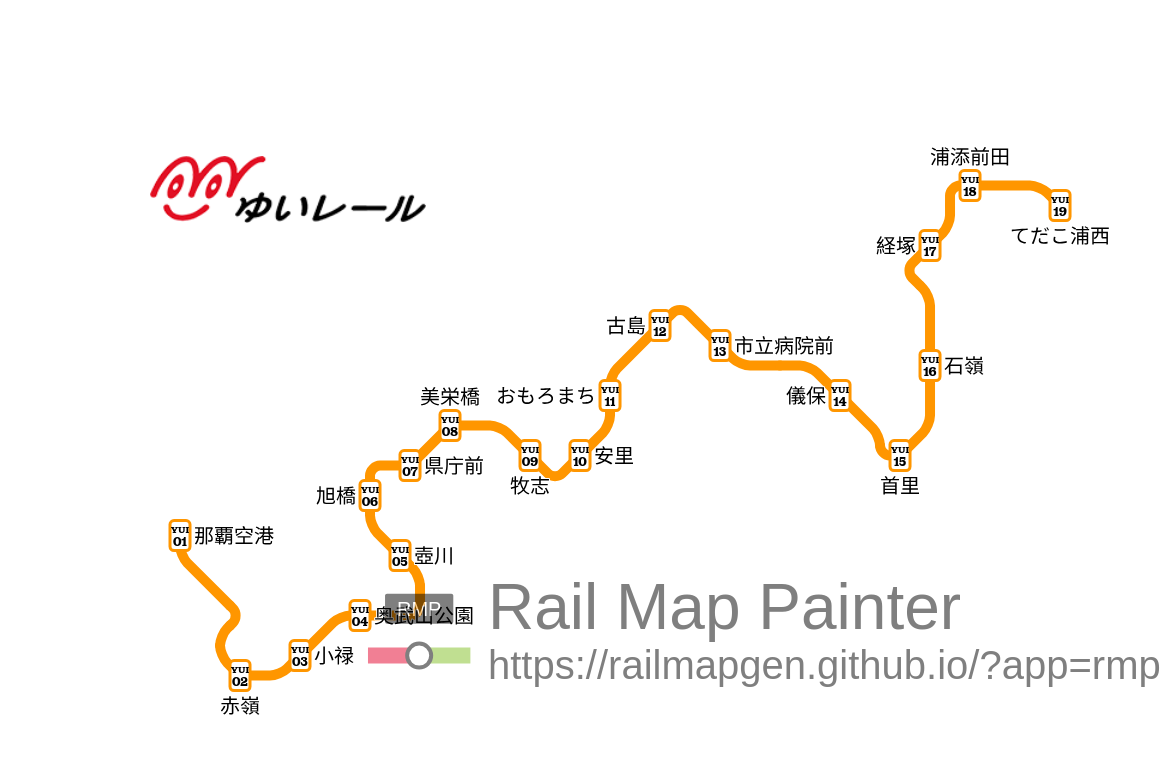 浦添前田
YUI
18
YUI
19
てだこ浦西
ゆいレール
経塚
YUI
17
古島
YUI
12
YUI
13
市立病院前
YUI
16
石嶺
美栄橋
YUI
08
おもろまち
YUI
11
儀保
YUI
14
YUI
07
県庁前
YUI
09
牧志
YUI
10
安里
YUI
15
首里
旭橋
YUI
06
YUI
01
那覇空港
YUI
05
壺川
YUI
04
奥武山公園
RMP
Rail Map Painter
https://railmapgen.github.io/?app=rmp
YUI
03
小禄
YUI
02
赤嶺